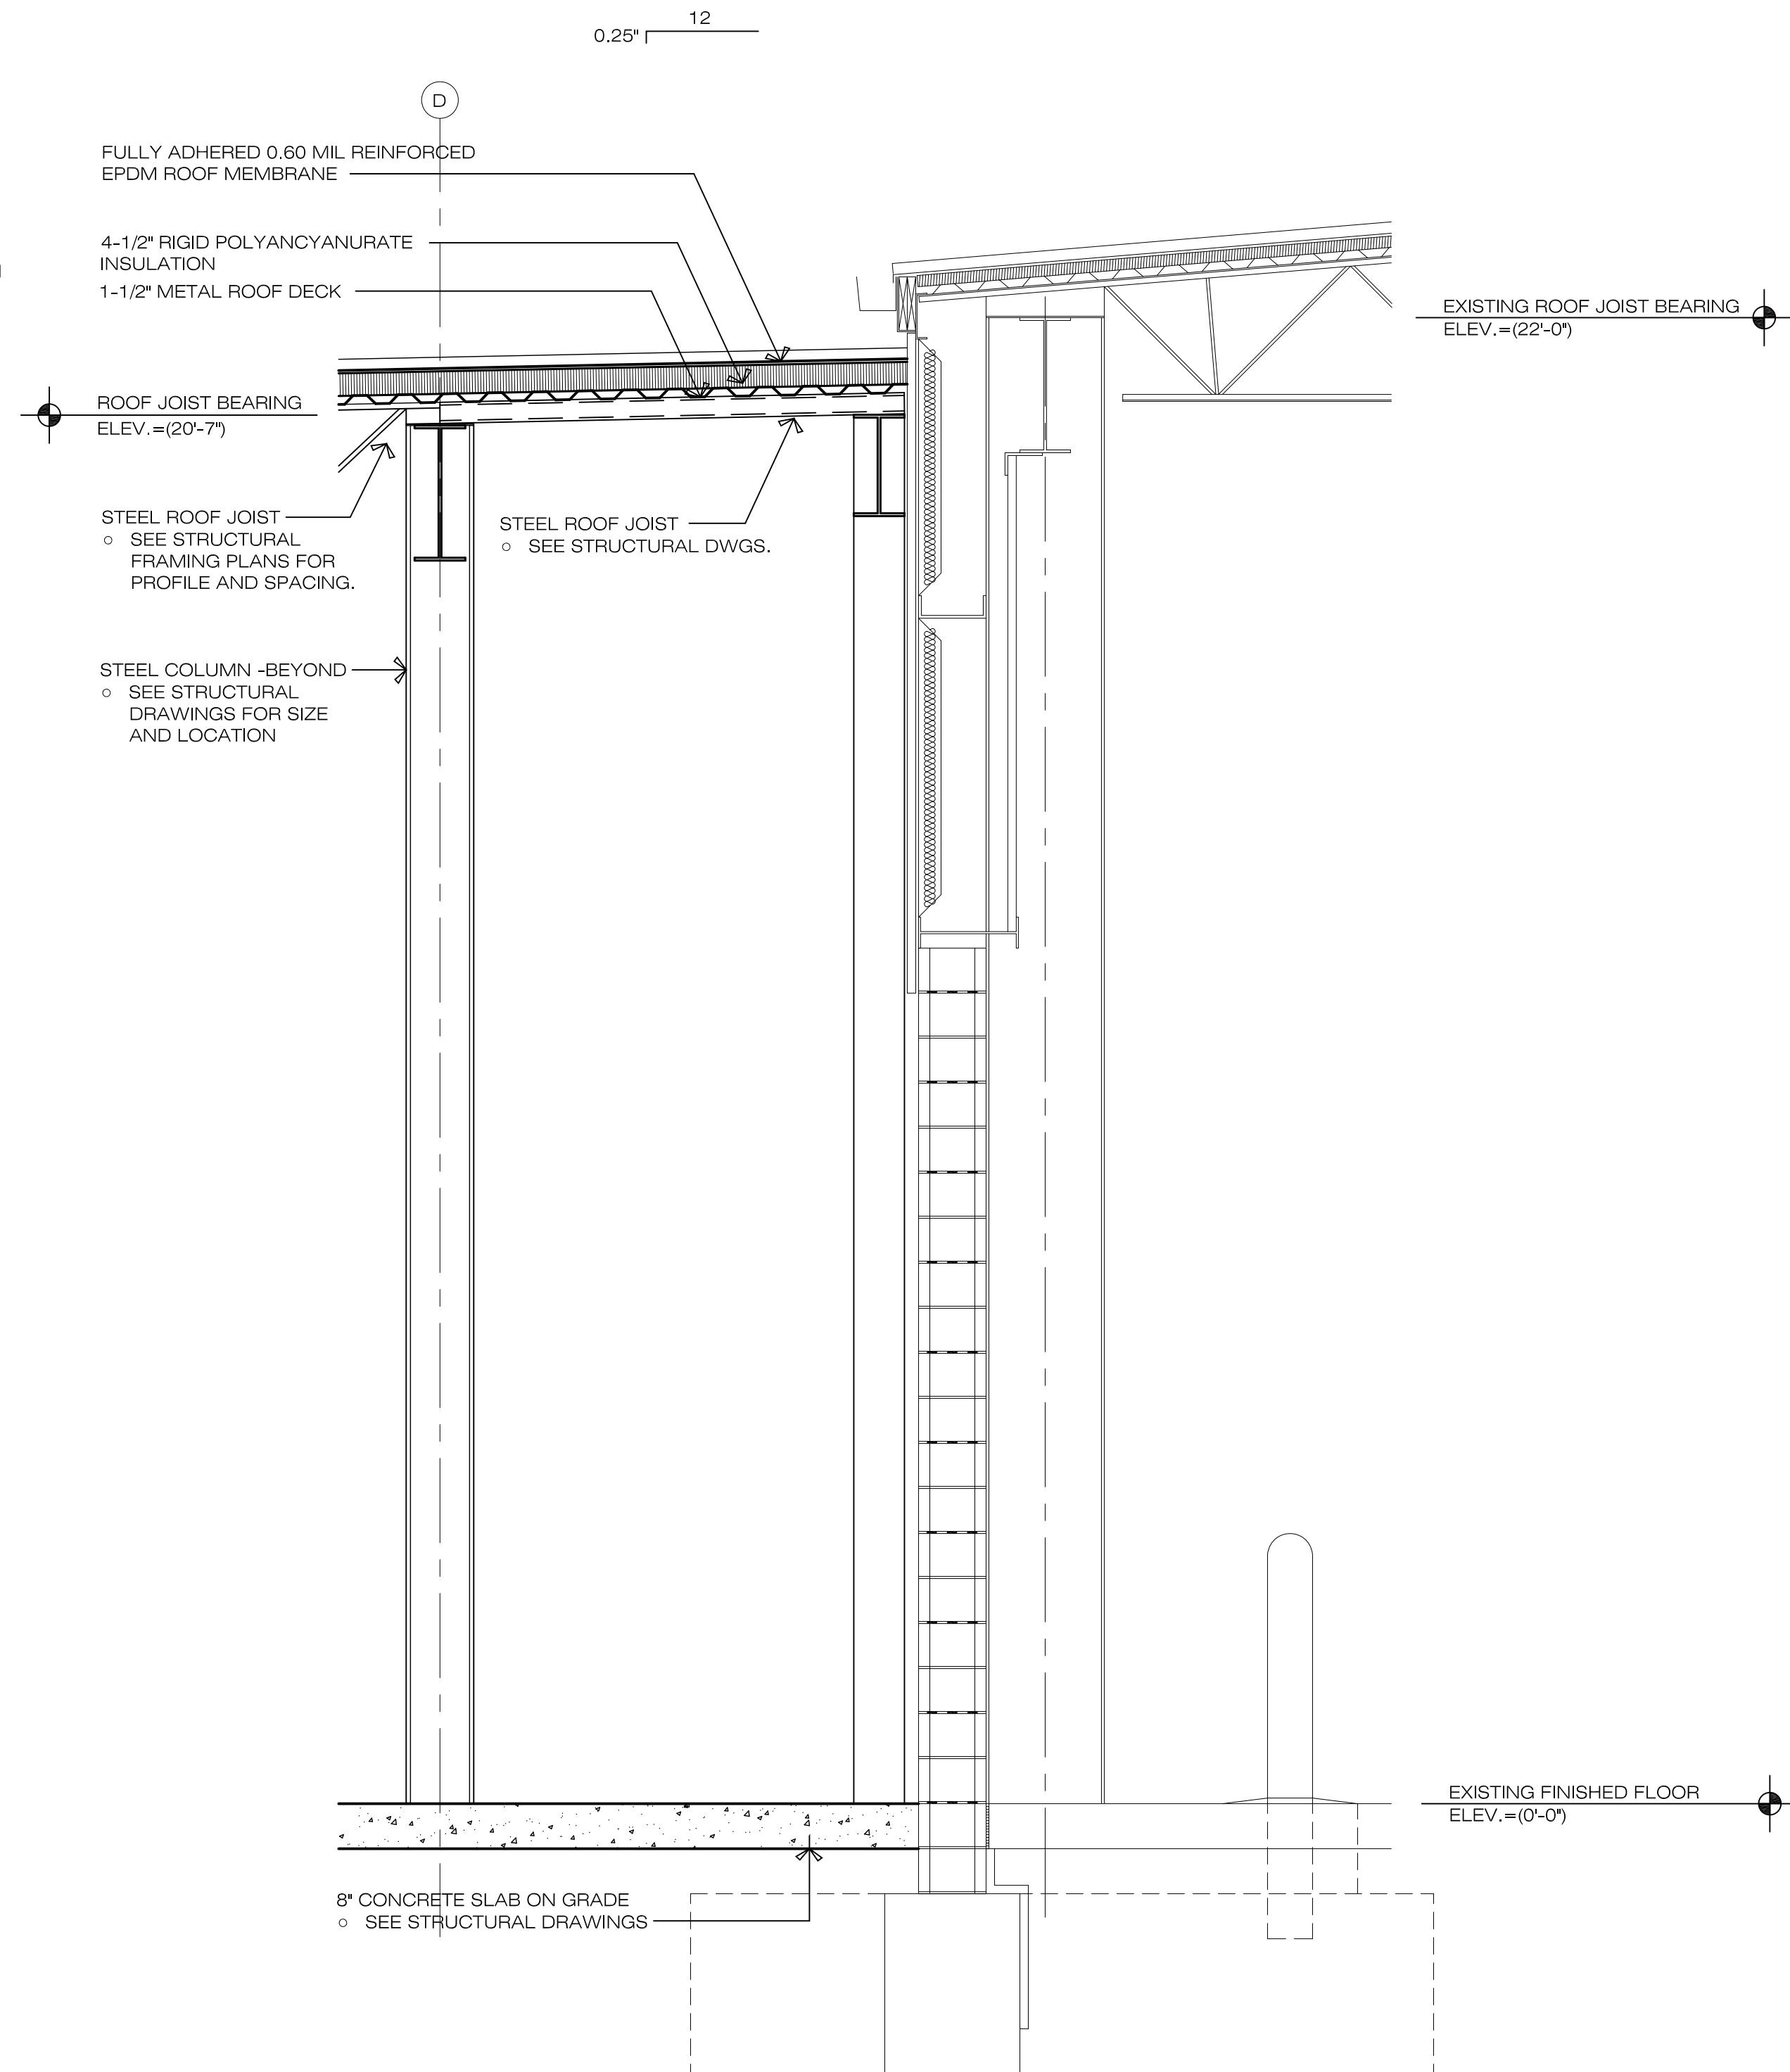 12
0.25"
D
FULLY ADHERED 0.60 MIL REINFORCED
EPDM ROOF MEMBRANE
4-1/2" RIGID POLYANCYANURATE
INSULATION
1-1/2" METAL ROOF DECK
EXISTING ROOF JOIST BEARING
ELEV.=(22'-0")
ROOF JOIST BEARING
ELEV.=(20'-7")
STEEL ROOF JOIST
○ SEE STRUCTURAL
FRAMING PLANS FOR
PROFILE AND SPACING.
STEEL ROOF JOIST
○ SEE STRUCTURAL DWGS.
STEEL COLUMN -BEYOND
○ SEE STRUCTURAL
DRAWINGS FOR SIZE
AND LOCATION
EXISTING FINISHED FLOOR
ELEV.=(0'-0")
8" CONCRETE SLAB ON GRADE
○ SEE STRUCTURAL DRAWINGS